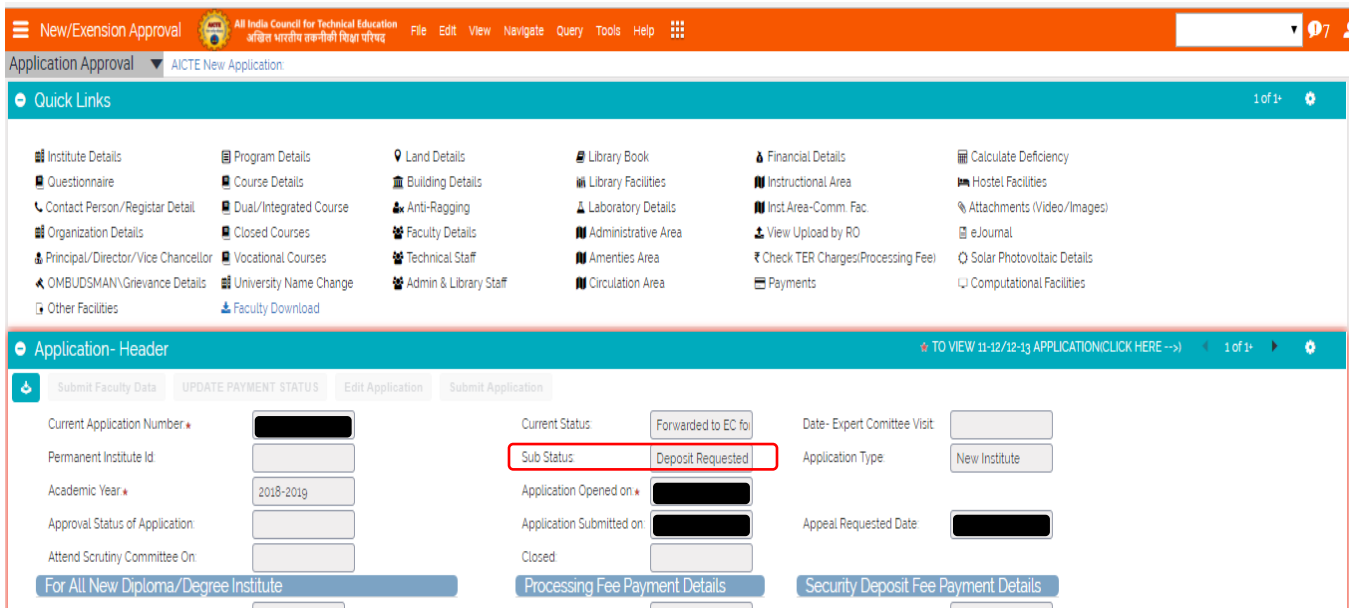 New/Exension Approval
All India Council for Technical Education
अखिल भारतीय तकनीकी शिक्षा परिषद
File Edit View Navigate Query Tools Help
7
Application Approval AICTE New Application:
Quick Links 1 of 1+
Institute Details Program Details Land Details Library Book Financial Details Calculate Deficiency
Questionnaire Course Details Building Details Library Facilities Instructional Area Hostel Facilities
Contact Person/Registar Detail Dual/Integrated Course Anti-Ragging Laboratory Details Inst.Area-Comm. Fac. Attachments (Video/Images)
Organization Details Closed Courses Faculty Details Administrative Area View Upload by RO eJournal
Principal/Director/Vice Chancellor Vocational Courses Technical Staff Amenties Area ₹ Check TER Charges(Processing Fee) Solar Photovoltaic Details
OMBUDSMAN\Grievance Details University Name Change Admin & Library Staff Circulation Area Payments Computational Facilities
Other Facilities Faculty Download
Application- Header TO VIEW 11-12/12-13 APPLICATION(CLICK HERE -->) 1 of 1+
Submit Faculty Data UPDATE PAYMENT STATUS Edit Application Submit Application
Current Application Number: Current Status: Forwarded to EC for Date- Expert Comittee Visit:
Permanent Institute Id: Sub Status: Deposit Requested Application Type: New Institute
Academic Year: 2018-2019 Application Opened on:
Approval Status of Application: Application Submitted on: Appeal Requested Date:
Attend Scrutiny Committee On: Closed:
For All New Diploma/Degree Institute Processing Fee Payment Details Security Deposit Fee Payment Details